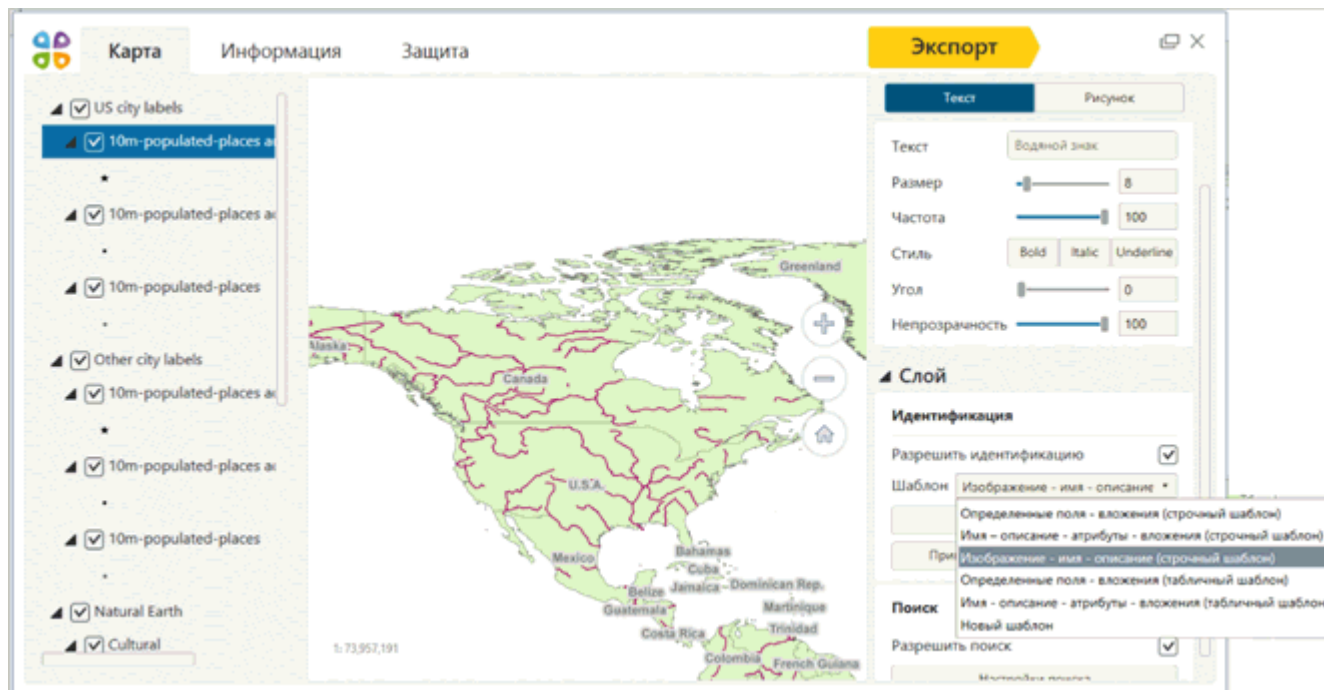 Карта
Информация
Защита
Экспорт
US city labels
10m-populated-places a
10m-populated-places a
10m-populated-places
Other city labels
10m-populated-places a
10m-populated-places a
10m-populated-places
Natural Earth
Cultural
Greenland
Alaska
Canada
U.S.A.
Mexico
Bahamas
Cuba
Belize Jamaica Dominican Rep.
Guatemala
Martinique
Costa Rica
Trinidad
Colombia
French Guiana
1: 73,957,191
Текст Рисунок
Текст Водяной знак
Размер 8
Частота 100
Стиль Bold Italic Underline
Угол 0
Непрозрачность 100
Слой
Идентификация
Разрешить идентификацию
Шаблон Изображение - имя - описание
Определенные поля - вложения (строчный шаблон)
Имя – описание - атрибуты - вложения (строчный шаблон)
При
Изображение - имя - описание (строчный шаблон)
Определенные поля - вложения (табличный шаблон)
Имя - описание - атрибуты - вложения (табличный шаблон
Поиск
Новый шаблон
Разрешить поиск
Настройки поиска